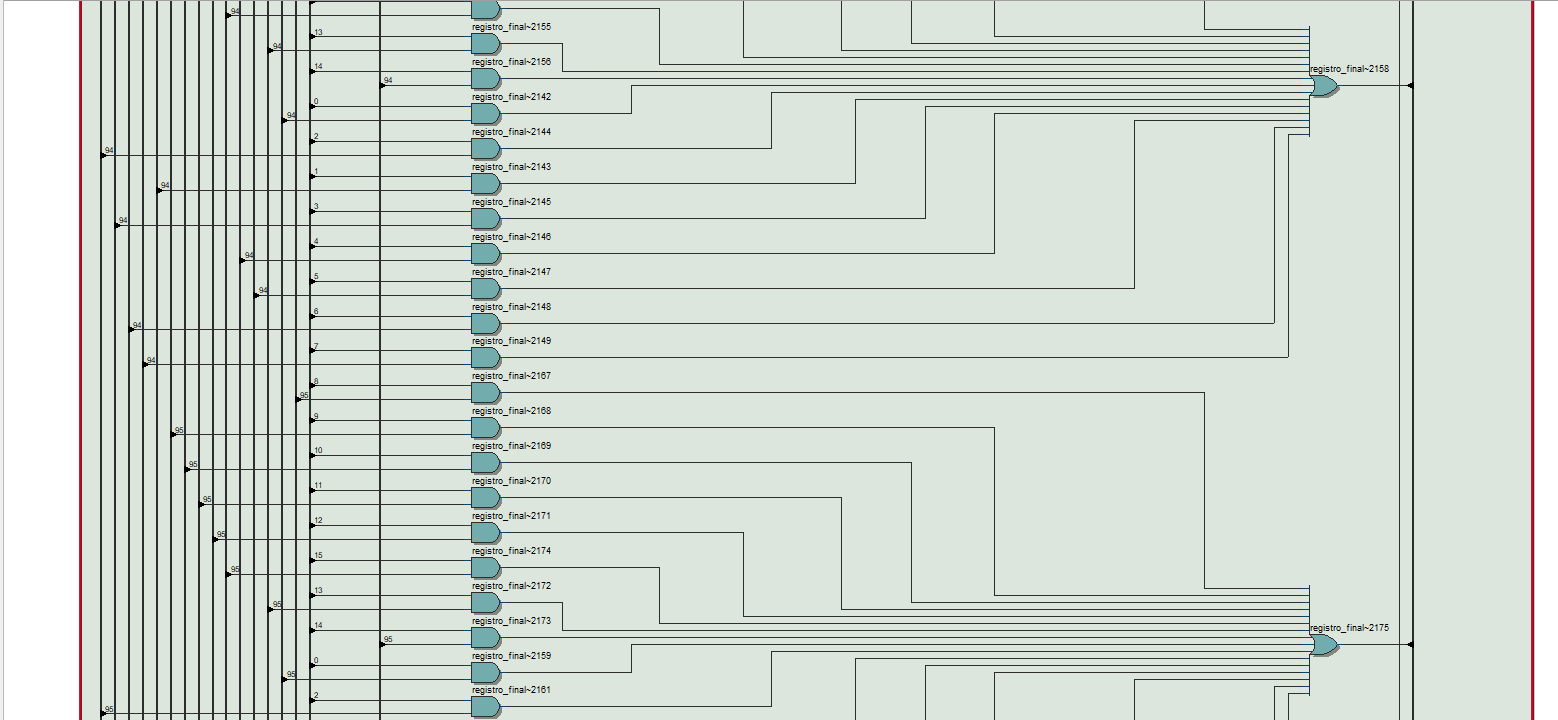 94
registro_final~2155
13
94
registro_final~2156
14
94
registro_final~2158
registro_final~2142
0
94
registro_final~2144
2
94
registro_final~2143
1
94
registro_final~2145
3
94
registro_final~2146
4
94
registro_final~2147
5
94
registro_final~2148
6
94
registro_final~2149
7
94
registro_final~2167
8
95
registro_final~2168
9
95
registro_final~2169
10
95
registro_final~2170
11
95
registro_final~2171
12
95
registro_final~2174
15
95
registro_final~2172
13
95
registro_final~2173
14
95
registro_final~2175
registro_final~2159
0
95
registro_final~2161
2
95